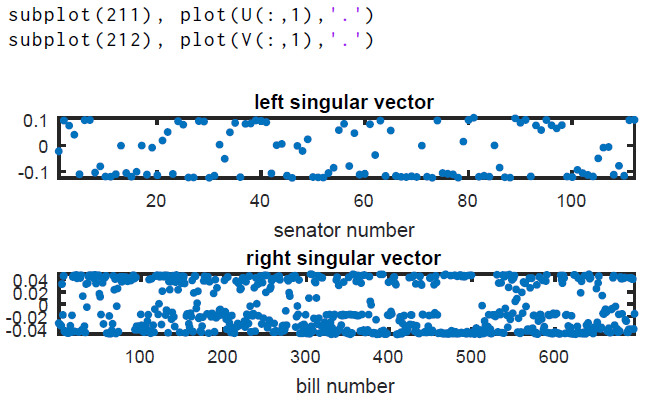 subplot(211), plot(U(:,1),'.')
subplot(212), plot(V(:,1),'.')
left singular vector
0.1
0
-0.1
20 40 60 80 100
senator number
right singular vector
0.04
0.02
0
-0.02
-0.04
100 200 300 400 500 600
bill number